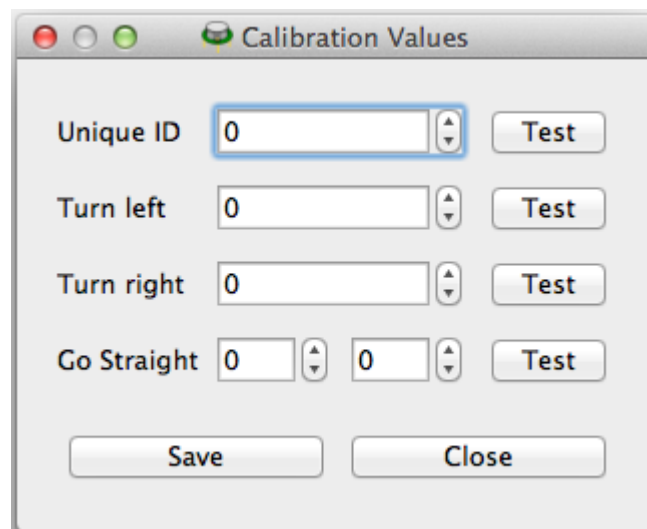 Calibration Values
Unique ID 0 Test
Turn left 0 Test
Turn right 0 Test
Go Straight 0 0 Test
Save Close